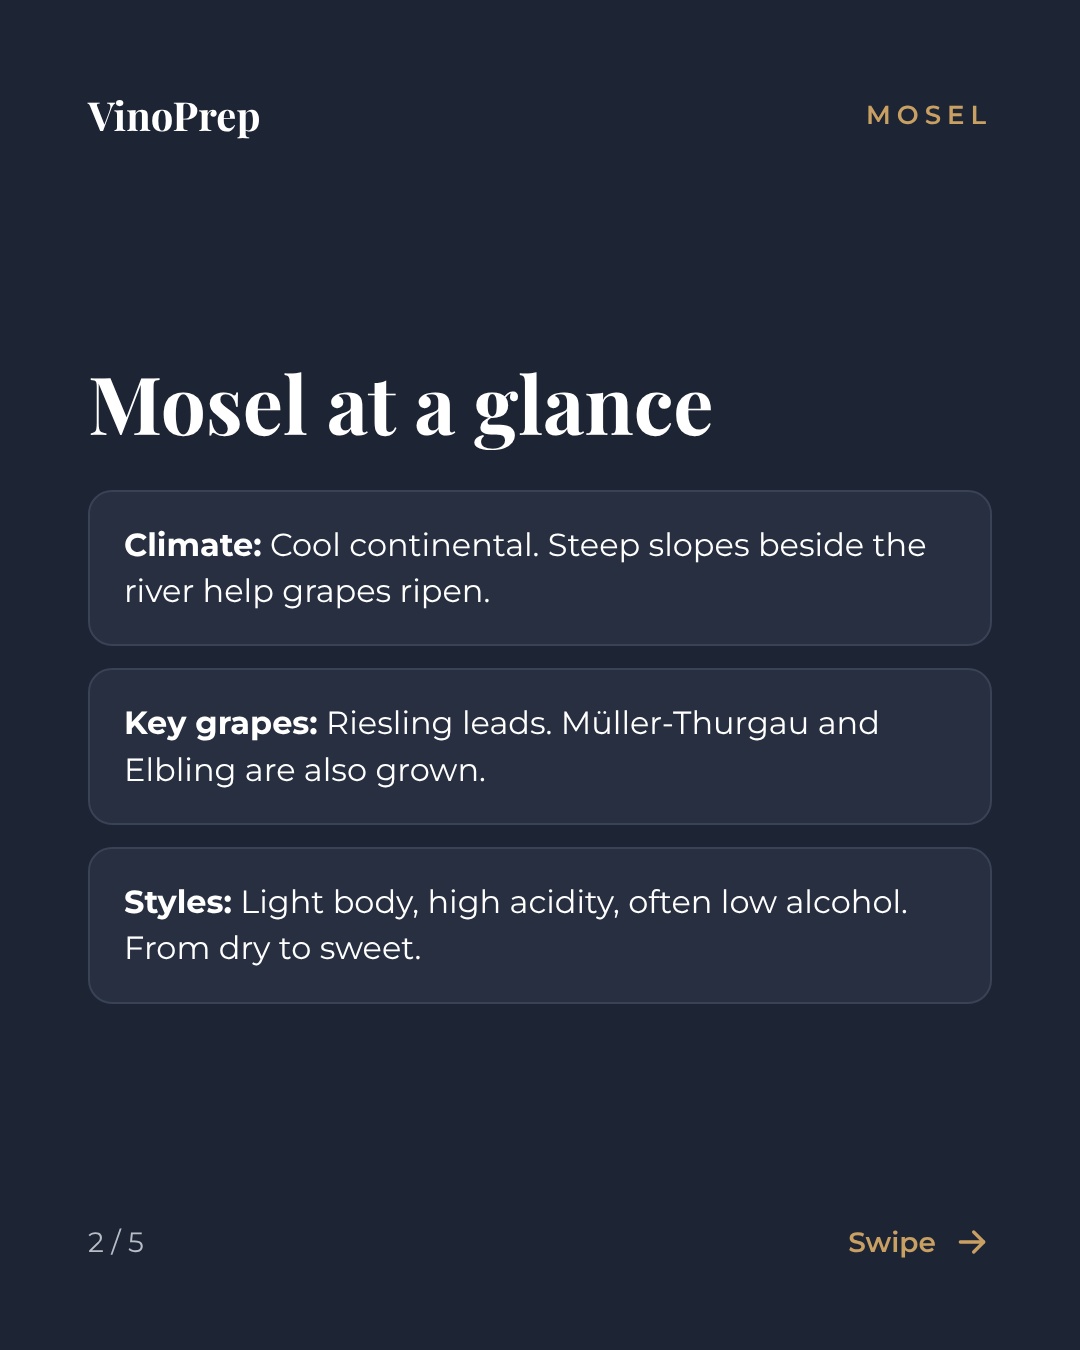 VinoPrep
MOSEL
Mosel at a glance
Climate: Cool continental. Steep slopes beside the
river help grapes ripen.
Key grapes: Riesling leads. Müller-Thurgau and
Elbling are also grown.
Styles: Light body, high acidity, often low alcohol.
From dry to sweet.
2 / 5
Swipe →